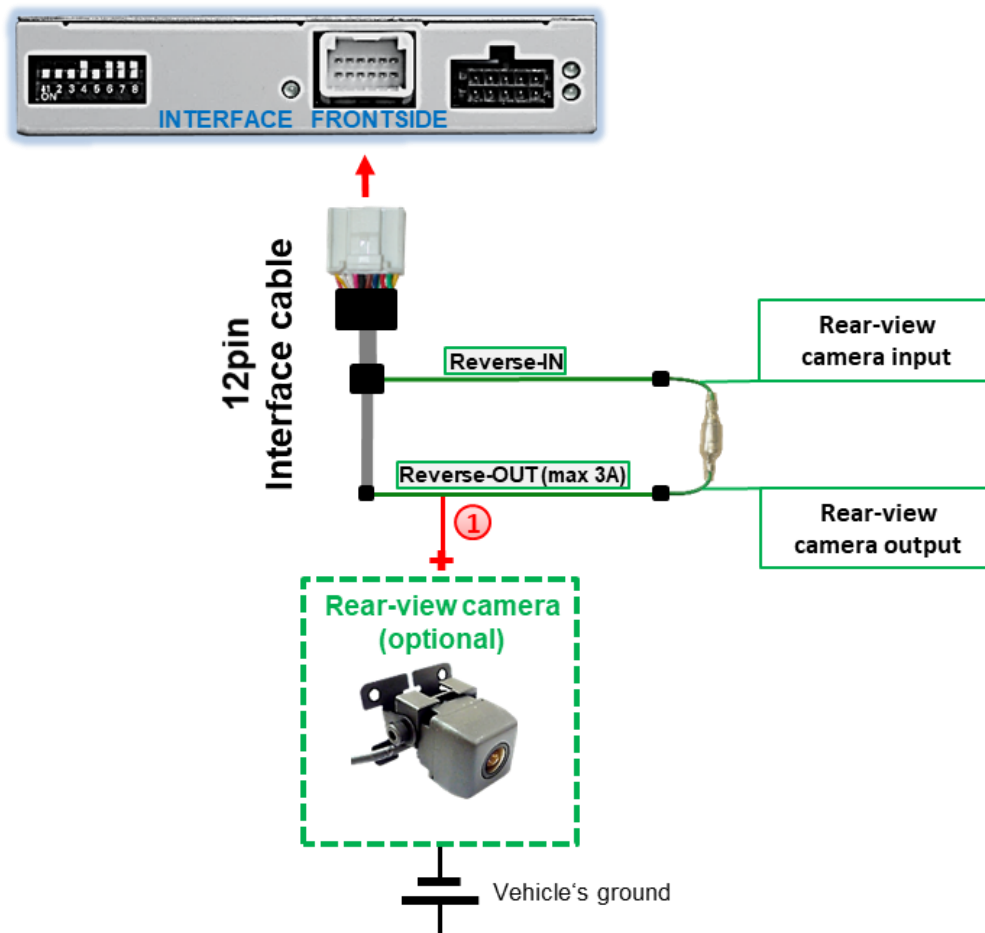 1 2 3 4 5 6 7 8
ON
INTERFACE FRONTSIDE
12pin
Interface cable
Reverse-IN
Rear-view
camera input
Reverse-OUT (max 3A)
Rear-view
camera output
1
Rear-view camera
(optional)
Vehicle‘s ground